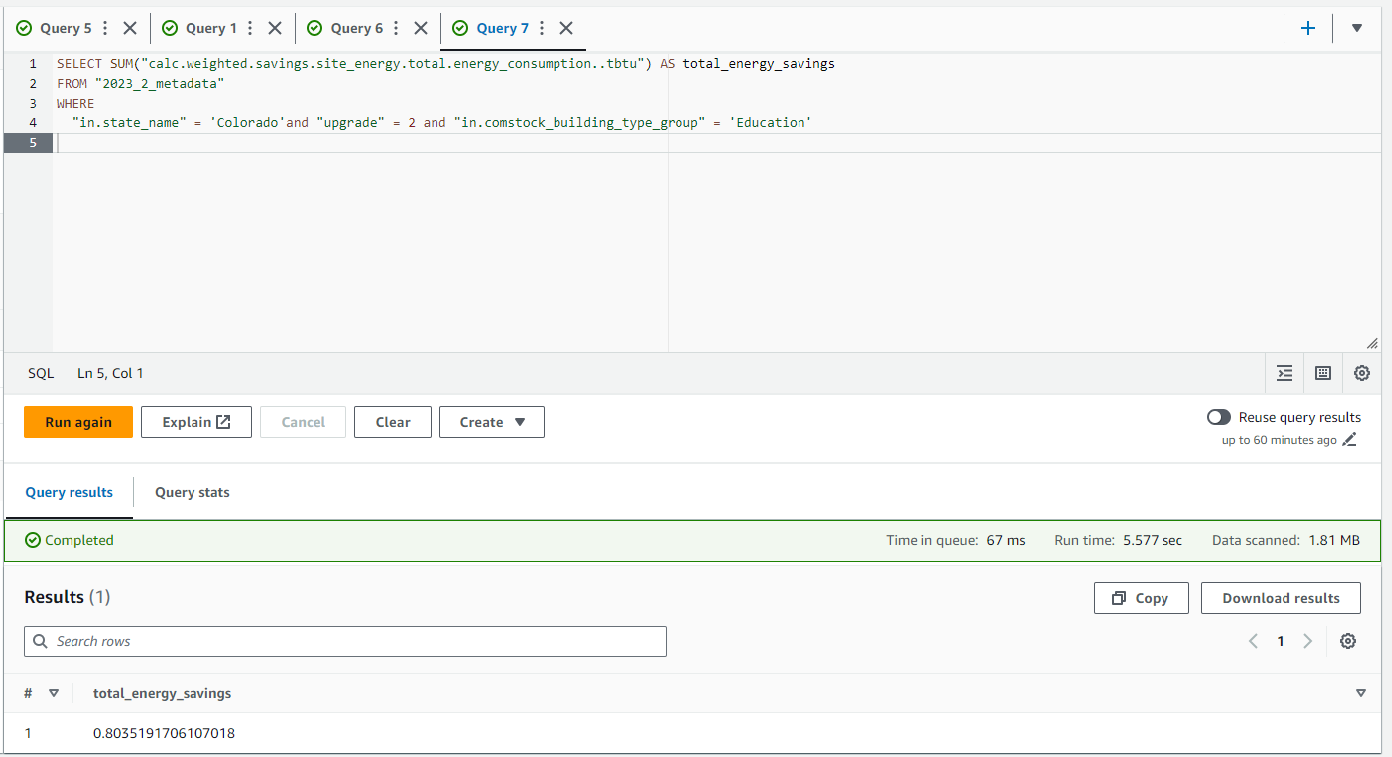 Query 5 Query 1 Query 6 Query 7
1 SELECT SUM("calc.weighted.savings.site_energy.total.energy_consumption..tbtu") AS total_energy_savings
2 FROM "2023_2_metadata"
3 WHERE
4 "in.state_name" = 'Colorado'and "upgrade" = 2 and "in.comstock_building_type_group" = 'Education'
5
SQL Ln 5, Col 1
Run again Explain Cancel Clear Create Reuse query results
up to 60 minutes ago
Query results Query stats
Completed Time in queue: 67 ms Run time: 5.577 sec Data scanned: 1.81 MB
Results (1) Copy Download results
Search rows 1
# total_energy_savings
1 0.8035191706107018